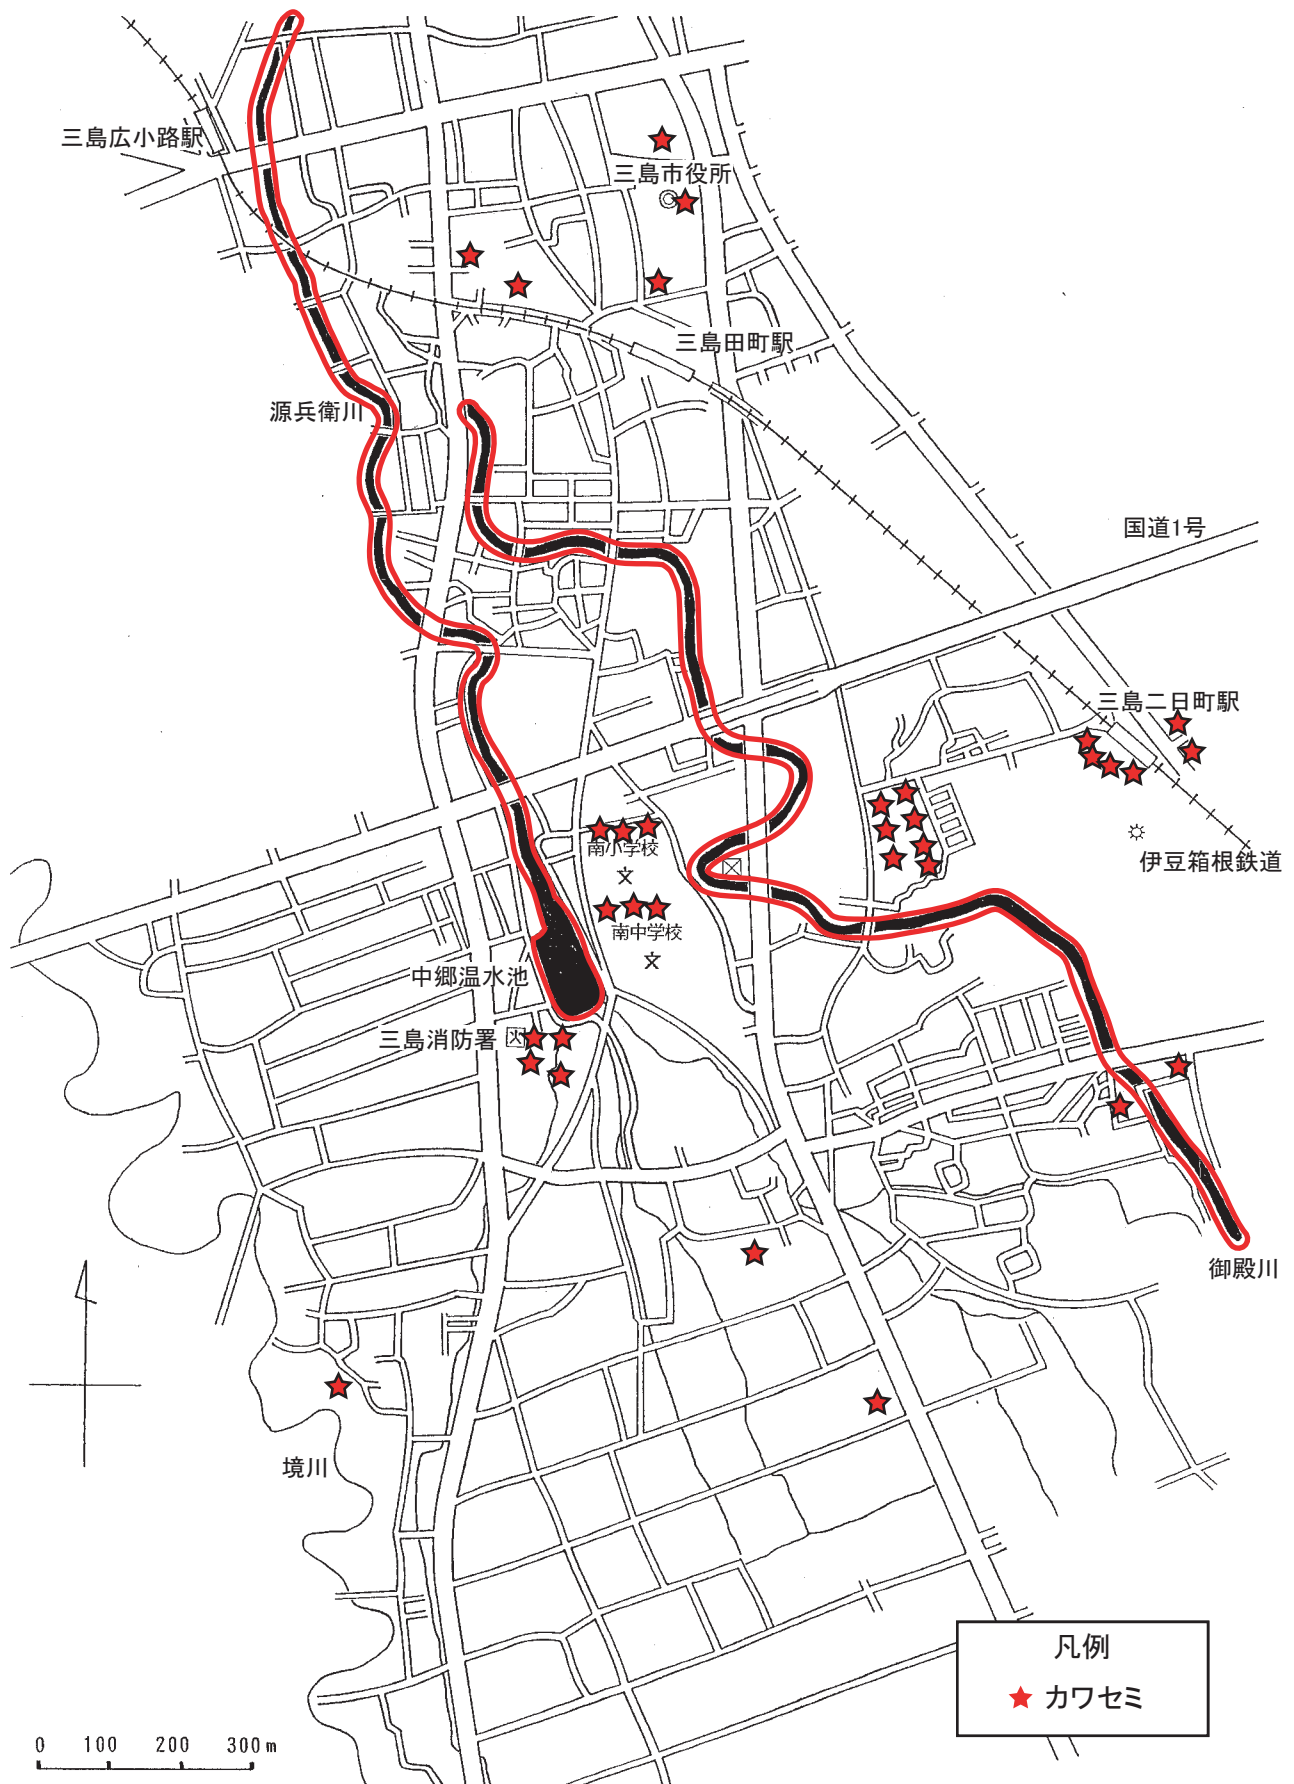 三島広小路駅
三島市役所
三島田町駅
源兵衛川
国道1号
三島二日町駅
伊豆箱根鉄道
南小学校
南中学校
中郷温水池
三島消防署
御殿川
境川
凡例
カワセミ
0 100 200 300m